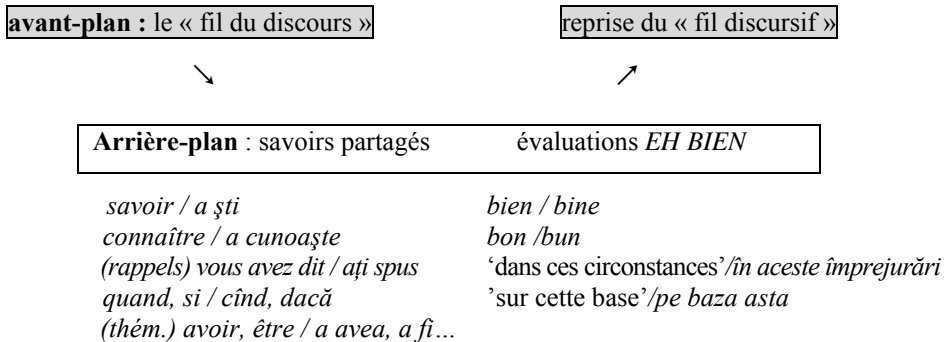 avant-plan : le « fil du discours » reprise du « fil discursif »
↘ ↗
Arrière-plan : savoirs partagés évaluations EH BIEN
savoir / a şti bien / bine
connaître / a cunoaşte bon /bun
(rappels) vous avez dit / aţi spus ‘dans ces circonstances’/în aceste împrejurări
quand, si / cînd, dacă ’sur cette base’/pe baza asta
(thém.) avoir, être / a avea, a fi…